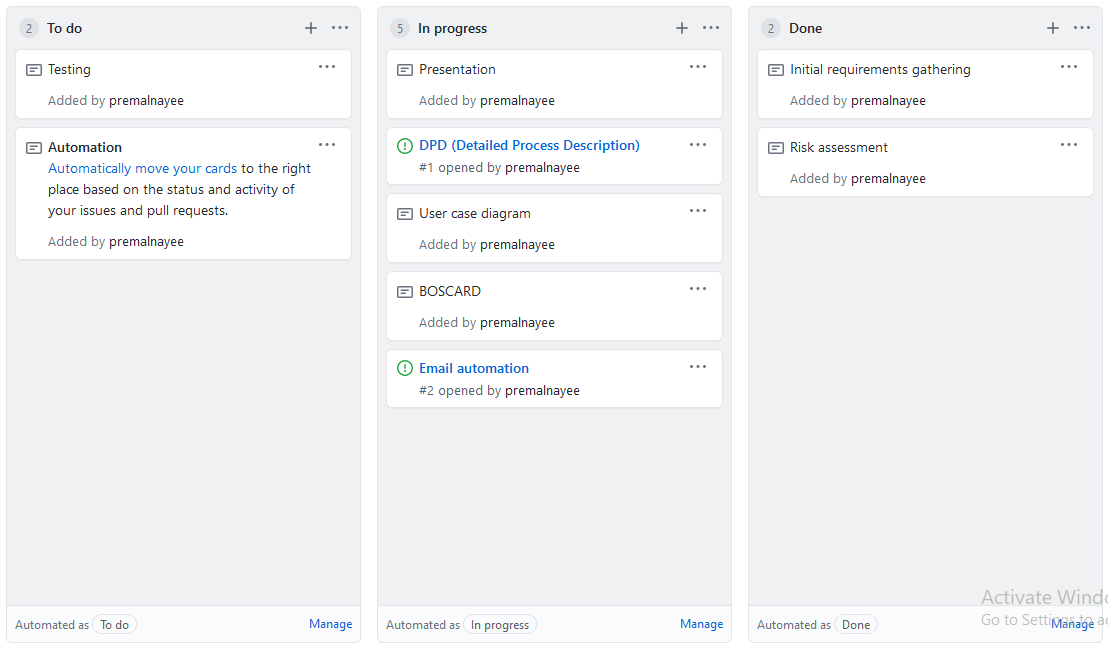 2 To do
Testing
Added by premalnayee
Automation
Automatically move your cards to the right
place based on the status and activity of
your issues and pull requests.
Added by premalnayee
Automated as To do Manage
5 In progress
Presentation
Added by premalnayee
DPD (Detailed Process Description)
#1 opened by premalnayee
User case diagram
Added by premalnayee
BOSCARD
Added by premalnayee
Email automation
#2 opened by premalnayee
Automated as In progress Manage
2 Done
Initial requirements gathering
Added by premalnayee
Risk assessment
Added by premalnayee
Automated as Done Manage
Activate Windo
Go to Settings to ac